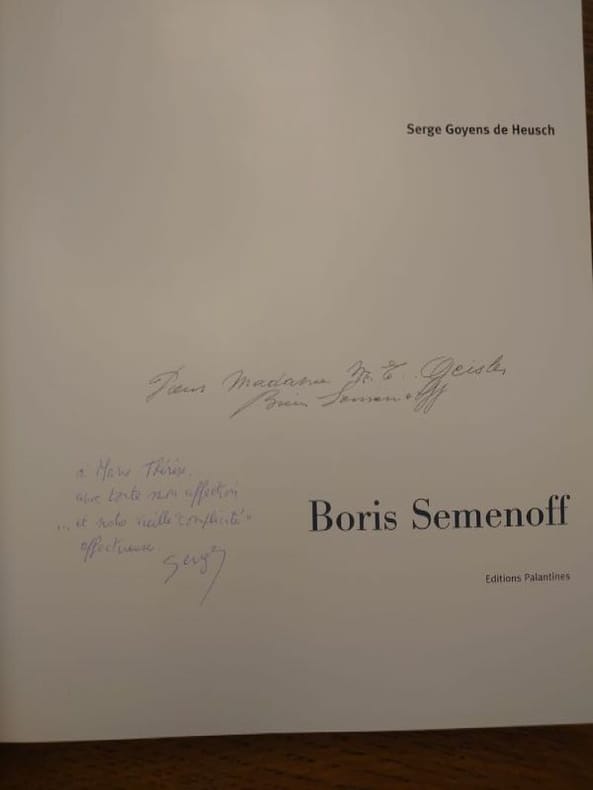 Serge Goyens de Heusch
Pour Madame M. T. Geisler
Boris Semenoff
à Marie Thérèse,
avec toute mon affection
... et notre vieille "complicité"
affectueuse.
Serge
Boris Semenoff
Editions Palantines